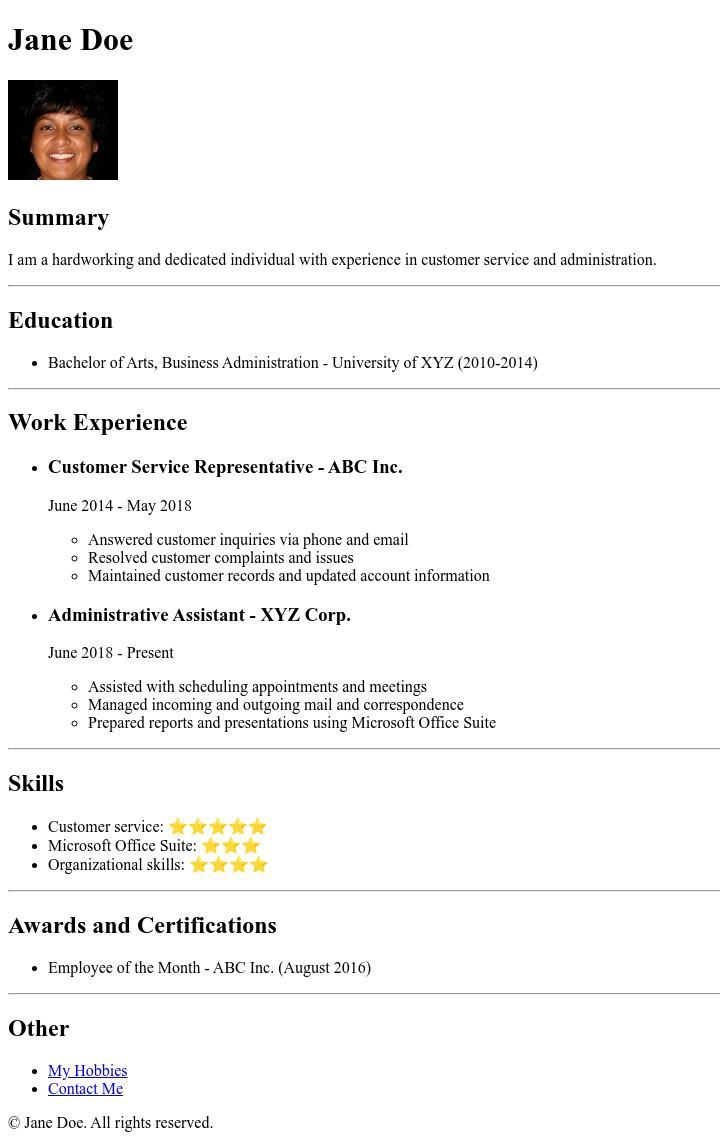 Jane Doe
Summary
I am a hardworking and dedicated individual with experience in customer service and administration.
Education
• Bachelor of Arts, Business Administration - University of XYZ (2010-2014)
Work Experience
• Customer Service Representative - ABC Inc.
June 2014 - May 2018
◦ Answered customer inquiries via phone and email
◦ Resolved customer complaints and issues
◦ Maintained customer records and updated account information
• Administrative Assistant - XYZ Corp.
June 2018 - Present
◦ Assisted with scheduling appointments and meetings
◦ Managed incoming and outgoing mail and correspondence
◦ Prepared reports and presentations using Microsoft Office Suite
Skills
• Customer service: ⭐⭐⭐⭐⭐
• Microsoft Office Suite: ⭐⭐⭐
• Organizational skills: ⭐⭐⭐⭐
Awards and Certifications
• Employee of the Month - ABC Inc. (August 2016)
Other
• My Hobbies
• Contact Me
© Jane Doe. All rights reserved.